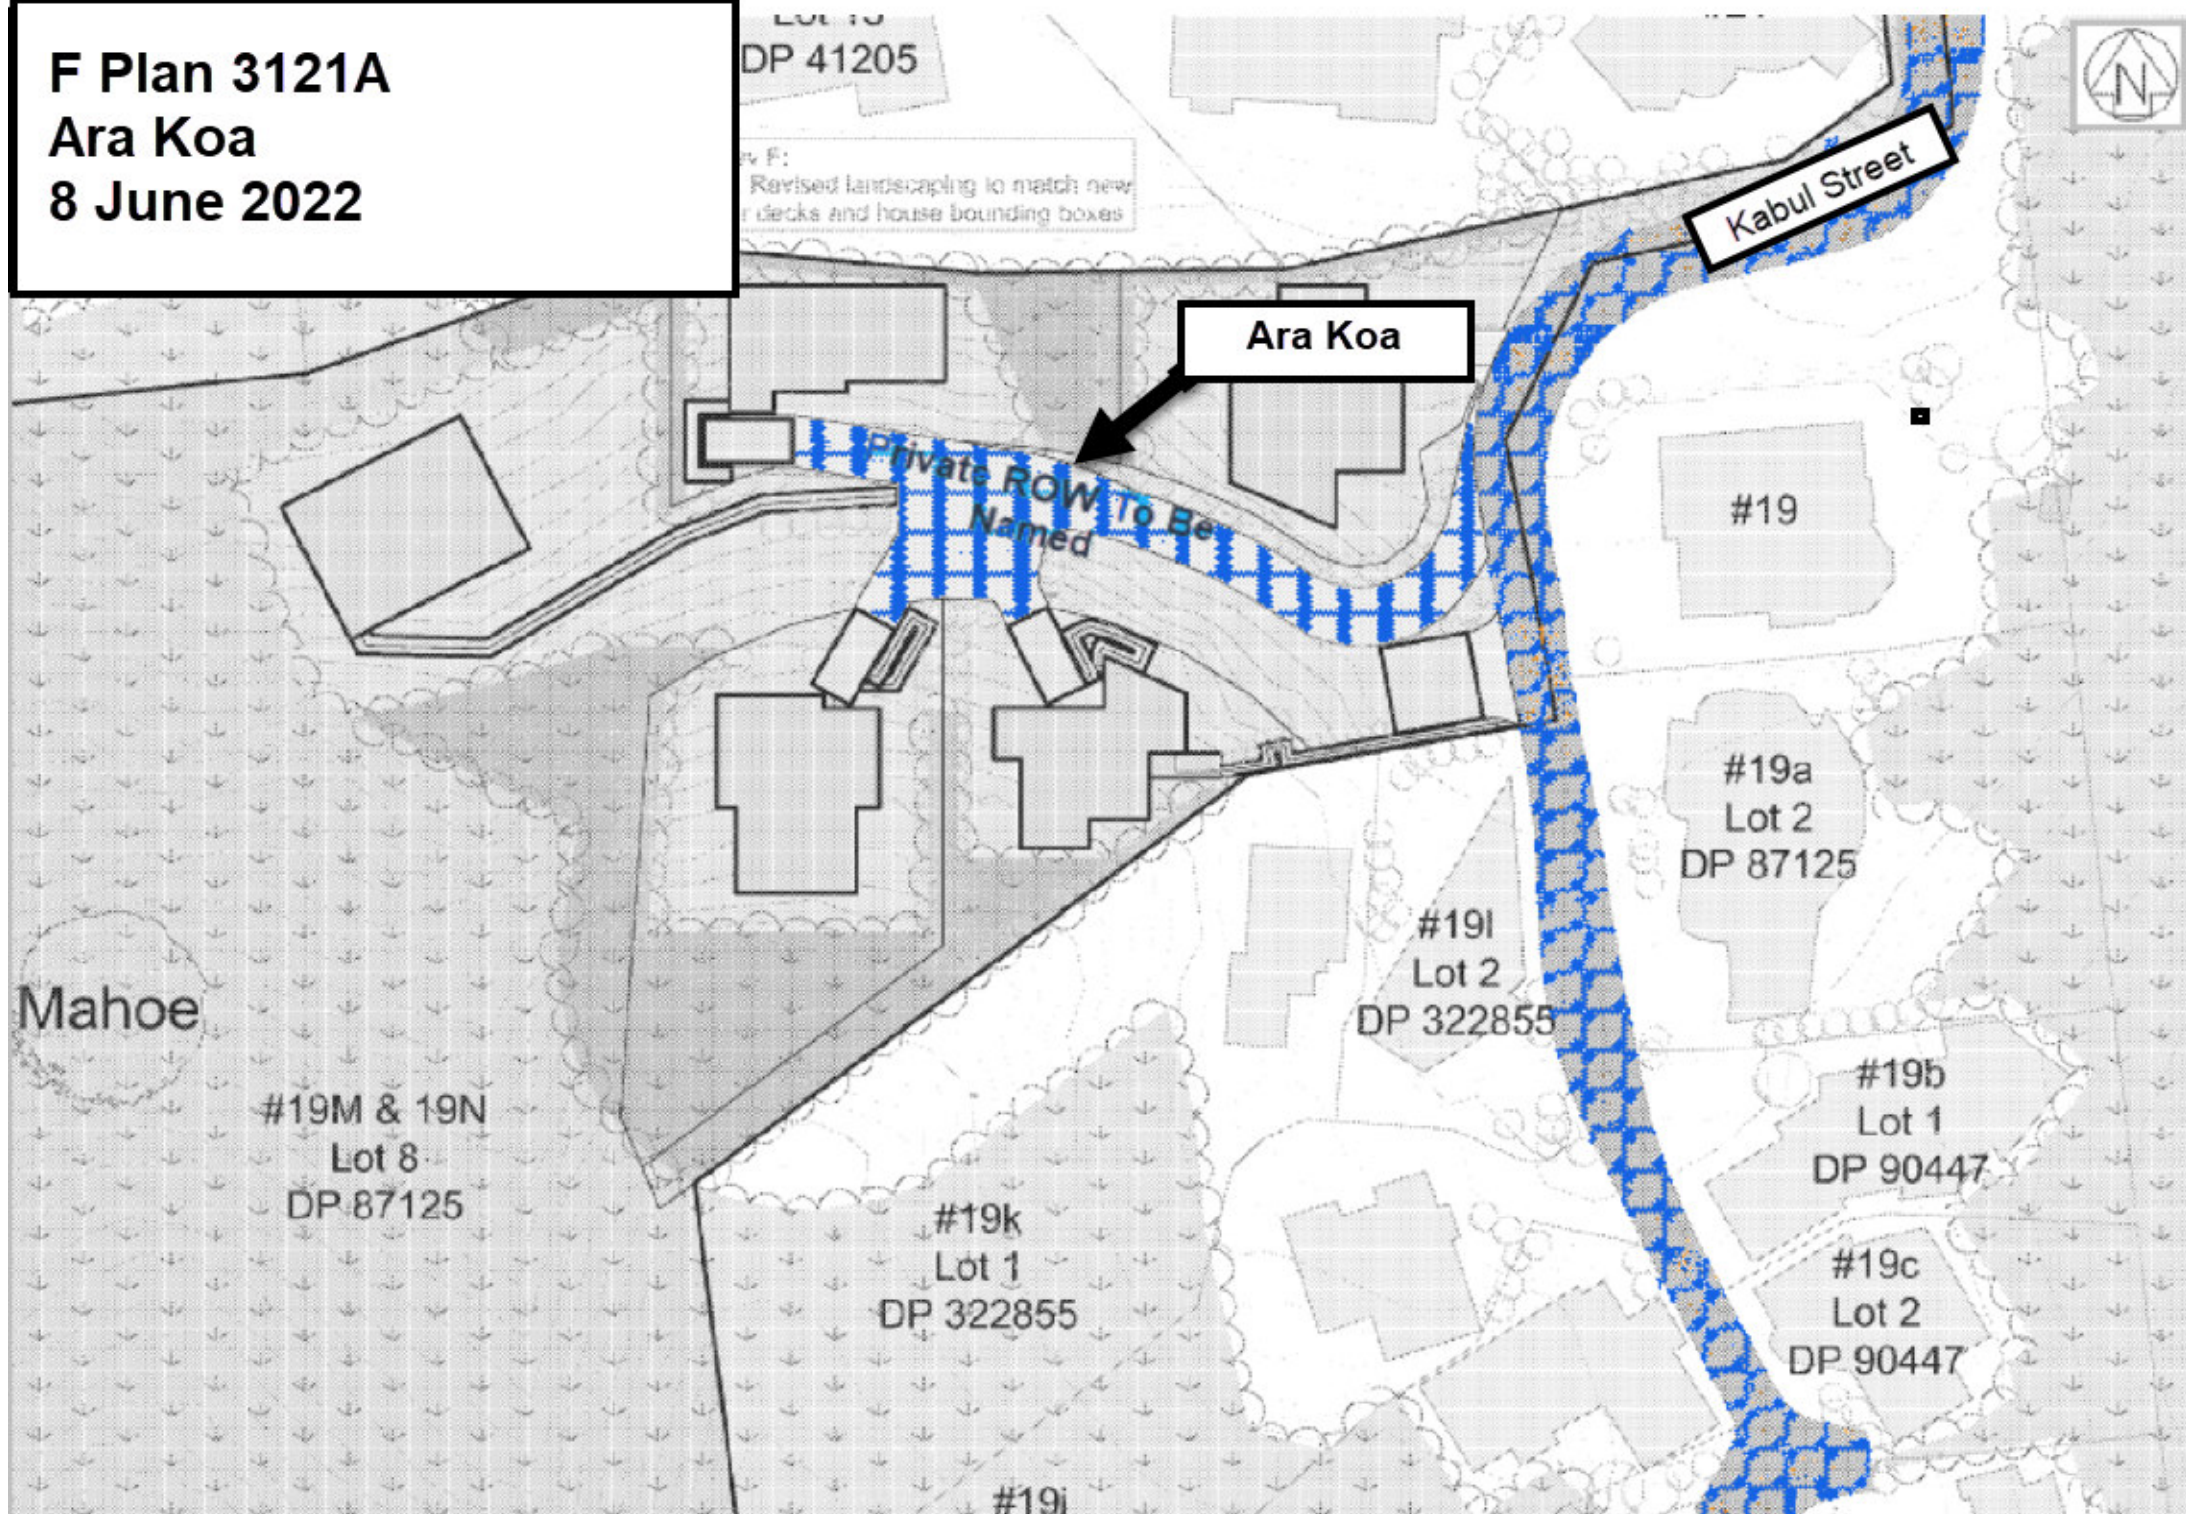 F Plan 3121A
Ara Koa
8 June 2022
DP 41205
N
F:
Revised landscaping to match new
decks and house bounding boxes
Kabul Street
Ara Koa
Private ROW To Be
Named
#19
#19a
Lot 2
DP 87125
#19l
Lot 2
DP 322855
Mahoe
#19b
Lot 1
DP 90447
#19M & 19N
Lot 8
DP 87125
#19k
Lot 1
DP 322855
#19c
Lot 2
DP 90447